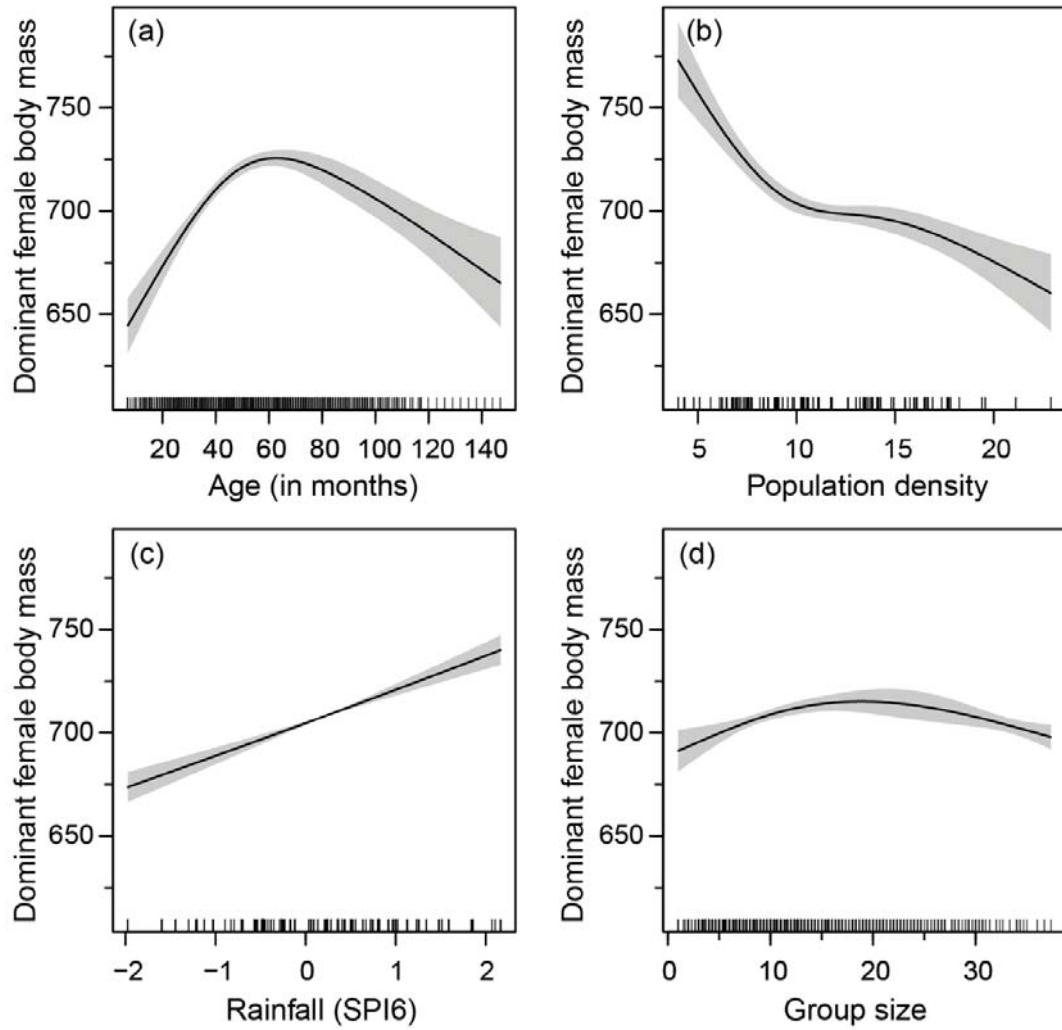 (a)
Dominant female body mass
750
700
650
20 40 60 80 100 120 140
Age (in months)
(b)
Dominant female body mass
750
700
650
5 10 15 20
Population density
(c)
Dominant female body mass
750
700
650
−2 −1 0 1 2
Rainfall (SPI6)
(d)
Dominant female body mass
750
700
650
0 10 20 30
Group size